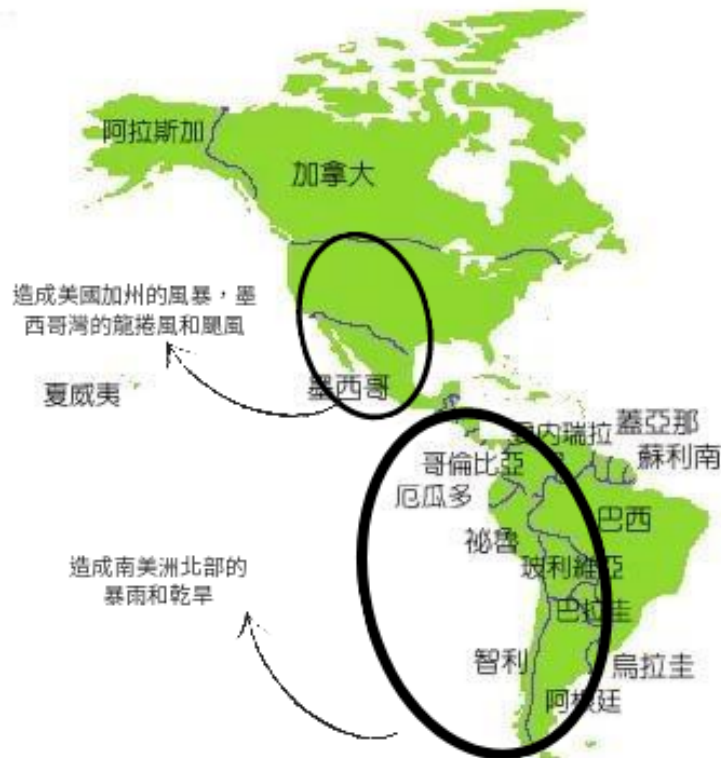 阿拉斯加
加拿大
造成美國加州的風暴，墨
西哥灣的龍捲風和颶風
夏威夷
墨西哥
委內瑞拉
蓋亞那
哥倫比亞
蘇利南
厄瓜多
巴西
祕魯
玻利維亞
造成南美洲北部的
暴雨和乾旱
巴拉圭
智利
烏拉圭
阿根廷